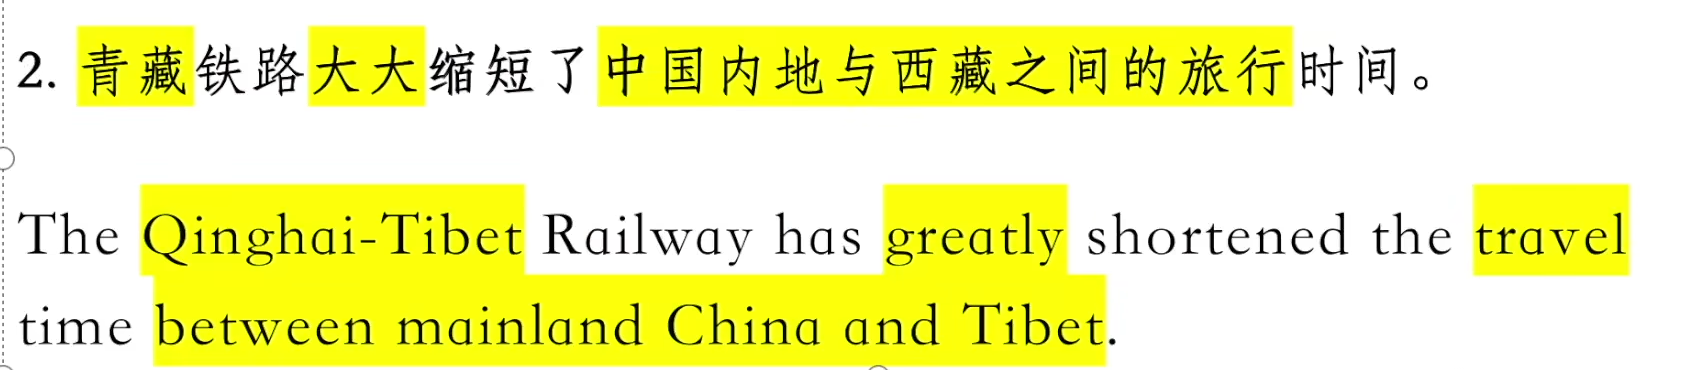 2. 青藏铁路大大缩短了中国内地与西藏之间的旅行时间。
The Qinghai-Tibet Railway has greatly shortened the travel
time between mainland China and Tibet.